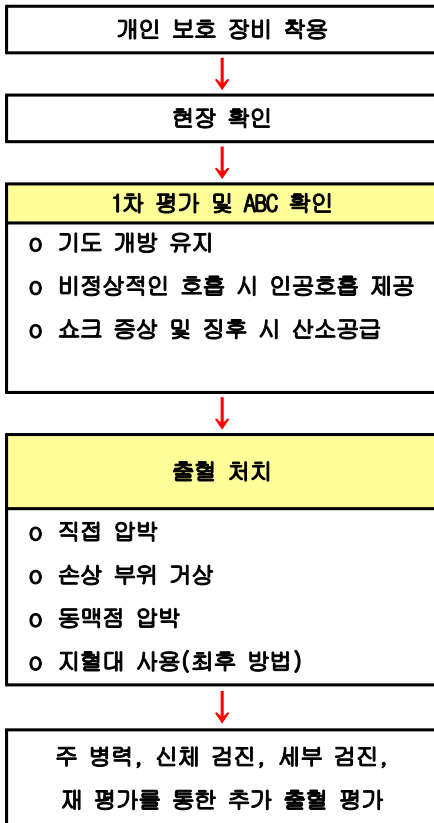 개인 보호 장비 착용
현장 확인
1차 평가 및 ABC 확인
o 기도 개방 유지
o 비정상적인 호흡 시 인공호흡 제공
o 쇼크 증상 및 징후 시 산소공급
출혈 처치
o 직접 압박
o 손상 부위 거상
o 동맥점 압박
o 지혈대 사용(최후 방법)
주 병력, 신체 검진, 세부 검진,
재 평가를 통한 추가 출혈 평가